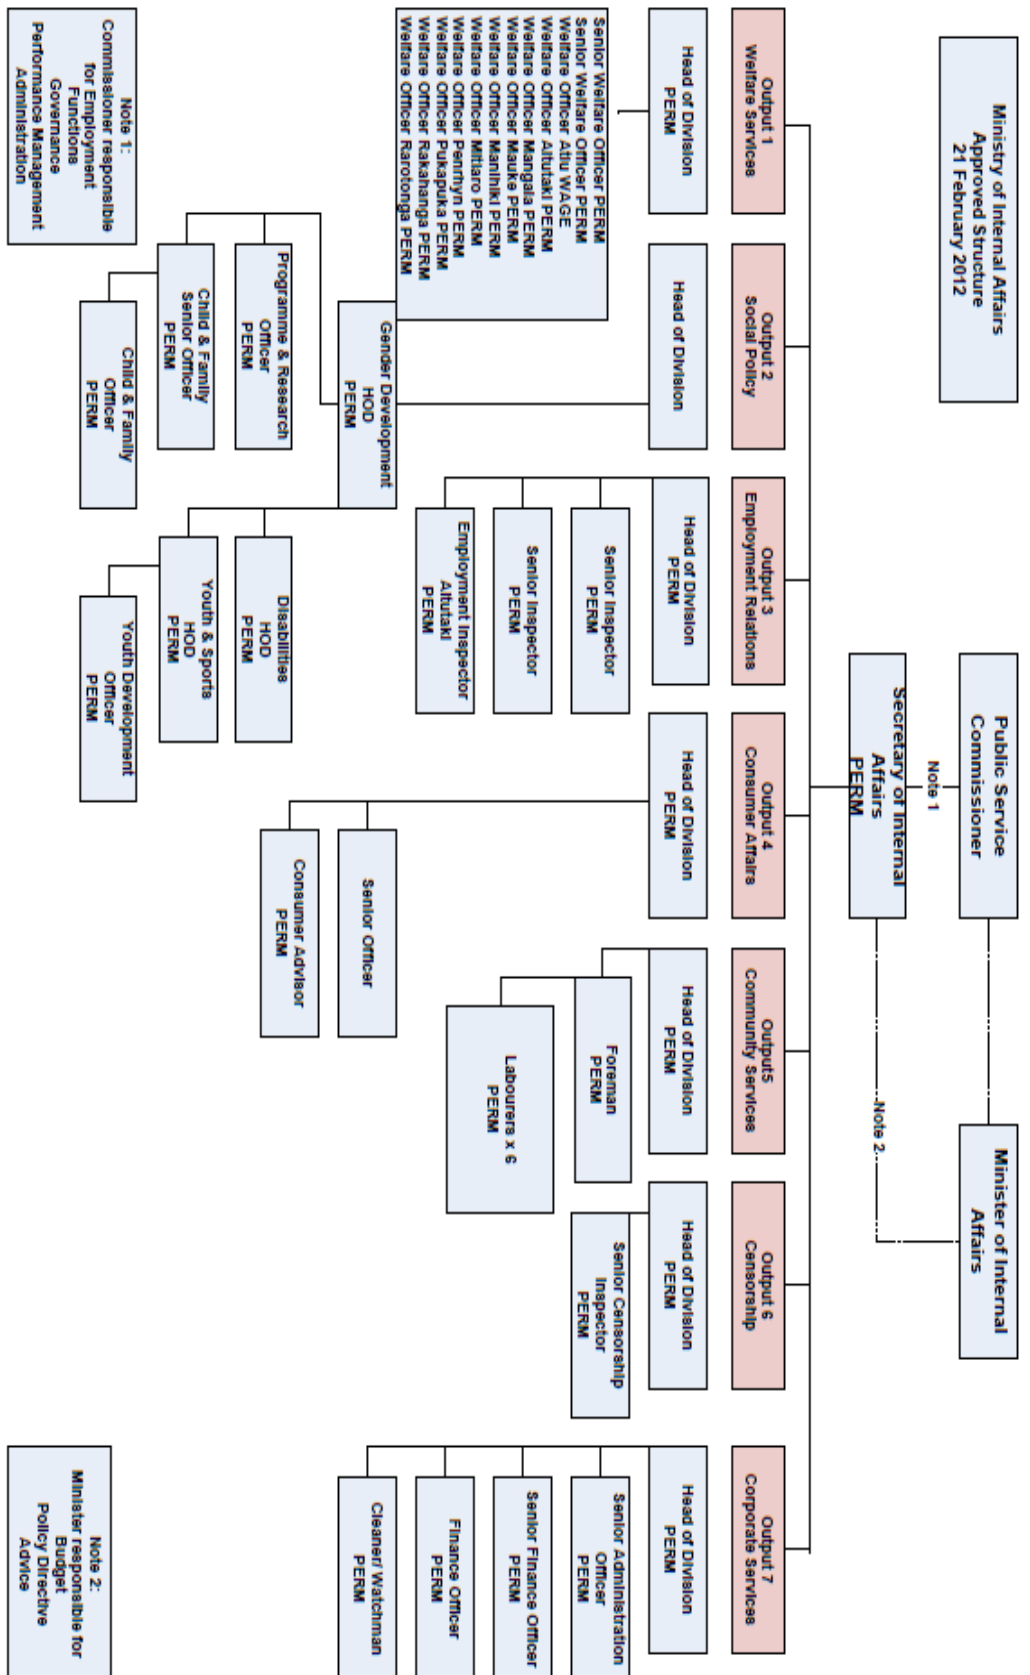 Ministry of Internal Affairs
Approved Structure
21 February 2012
Public Service
Commissioner
Minister of Internal
Affairs
Note 1
Secretary of Internal
Affairs
PERM
Note 2
Output 1
Welfare Services
Output 2
Social Policy
Output 3
Employment Relations
Output 4
Consumer Affairs
Output5
Community Services
Output 6
Censorship
Output 7
Corporate Services
Head of Division
PERM
Head of Division
Head of Division
PERM
Head of Division
PERM
Head of Division
PERM
Head of Division
PERM
Head of Division
PERM
Senior Welfare Officer PERM
Senior Welfare Officer PERM
Welfare Officer Atiu WAGE
Welfare Officer Aitutaki PERM
Welfare Officer Mangaia PERM
Welfare Officer Mauke PERM
Welfare Officer Manihiki PERM
Welfare Officer Mitiaro PERM
Welfare Officer Penrhyn PERM
Welfare Officer Pukapuka PERM
Welfare Officer Rakahanga PERM
Welfare Officer Rarotonga PERM
Senior Inspector
PERM
Senior Inspector
PERM
Employment Inspector
Aitutaki
PERM
Foreman
PERM
Labourers x 6
PERM
Senior Censorship
Inspector
PERM
Senior Administration
Officer
PERM
Senior Finance Officer
PERM
Finance Officer
PERM
Cleaner/ Watchman
PERM
Gender Development
HOD
PERM
Senior Officer
Consumer Advisor
PERM
Programme & Research
Officer
PERM
Disabilities
HOD
PERM
Child & Family
Senior Officer
PERM
Youth & Sports
HOD
PERM
Child & Family
Officer
PERM
Youth Development
Officer
PERM
Note 1:
Commissioner responsible
for Employment
Functions
Governance
Performance Management
Administration
Note 2:
Minister responsible for
Budget
Policy Directive
Advice